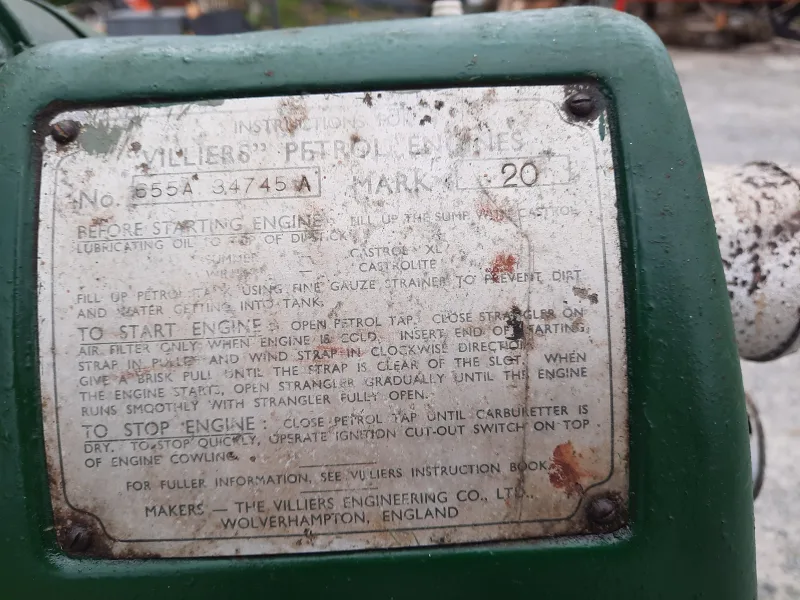 INSTRUCTIONS FOR
"VILLIERS" PETROL ENGINES
No. 655A 34745 A MARK 20
BEFORE STARTING ENGINE: FILL UP THE SUMP WITH CASTROL
LUBRICATING OIL TO TOP OF DIPSTICK
SUMMER — CASTROL XL
WINTER — CASTROLITE
FILL UP PETROL TANK USING FINE GAUZE STRAINER TO PREVENT DIRT
AND WATER GETTING INTO TANK.
TO START ENGINE: OPEN PETROL TAP. CLOSE STRANGLER ON
AIR FILTER ONLY WHEN ENGINE IS COLD. INSERT END OF STARTING
STRAP IN PULLEY AND WIND STRAP IN CLOCKWISE DIRECTION.
GIVE A BRISK PULL UNTIL THE STRAP IS CLEAR OF THE SLOT. WHEN
THE ENGINE STARTS, OPEN STRANGLER GRADUALLY UNTIL THE ENGINE
RUNS SMOOTHLY WITH STRANGLER FULLY OPEN.
TO STOP ENGINE: CLOSE PETROL TAP UNTIL CARBURETTER IS
DRY. TO STOP QUICKLY, OPERATE IGNITION CUT-OUT SWITCH ON TOP
OF ENGINE COWLING.
FOR FULLER INFORMATION, SEE VILLIERS INSTRUCTION BOOK.
MAKERS — THE VILLIERS ENGINEERING CO., LTD.,
WOLVERHAMPTON, ENGLAND